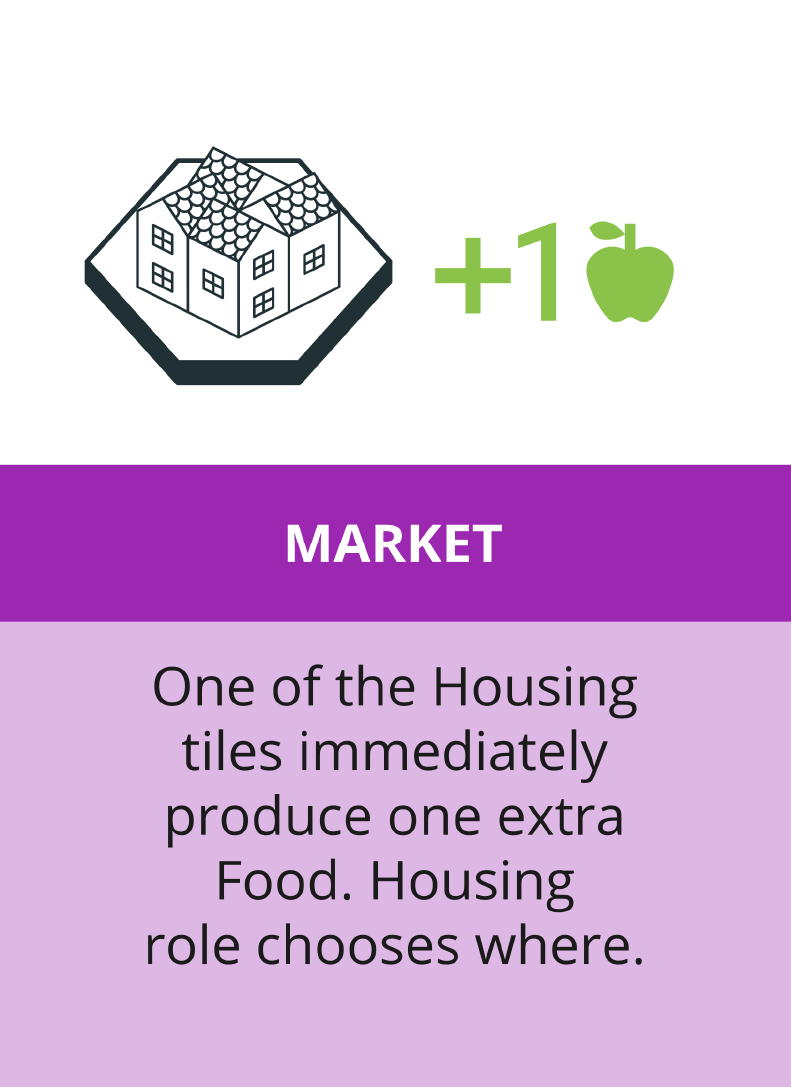 +1
MARKET
One of the Housing
tiles immediately
produce one extra
Food. Housing
role chooses where.